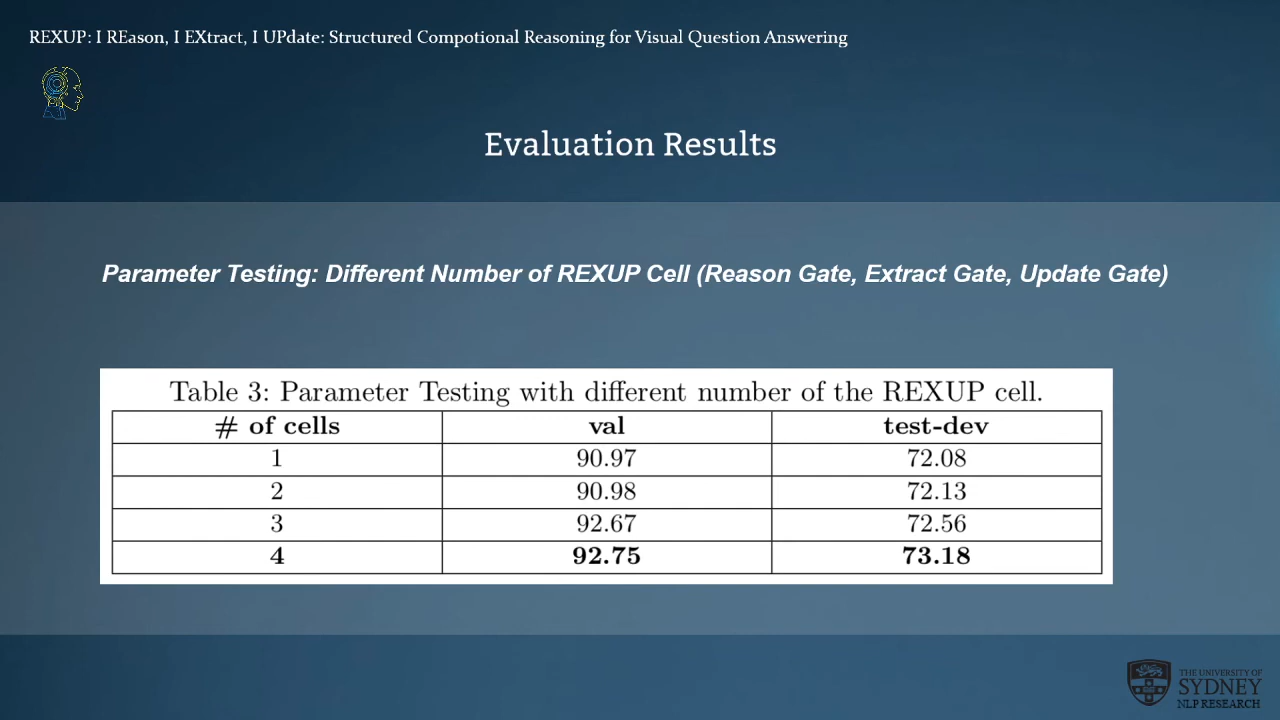 REXUP: I REason, I EXtract, I UPdate: Structured Compotional Reasoning for Visual Question Answering
Evaluation Results
Parameter Testing: Different Number of REXUP Cell (Reason Gate, Extract Gate, Update Gate)
Table 3: Parameter Testing with different number of the REXUP cell.
# of cells val test-dev
1 90.97 72.08
2 90.98 72.13
3 92.67 72.56
4 92.75 73.18
THE UNIVERSITY OF
SYDNEY
NLP RESEARCH